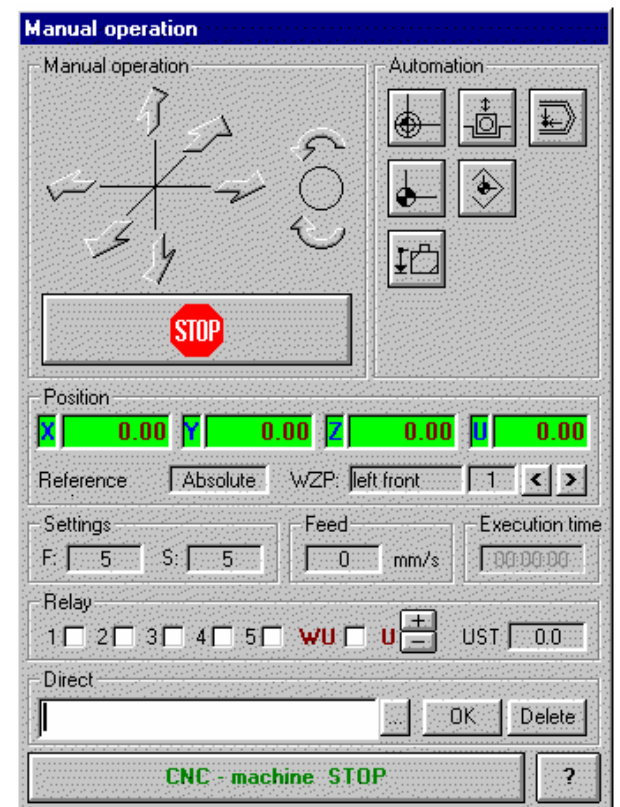 Manual operation
Manual operation
Automation
STOP
Position
X 0.00 Y 0.00 Z 0.00 U 0.00
Reference Absolute WZP: left front 1 < >
Settings Feed Execution time
F: 5 S: 5 0 mm/s 00:00:00
Relay
1 2 3 4 5 WU U + - UST 0.0
Direct
... OK Delete
CNC - machine STOP ?